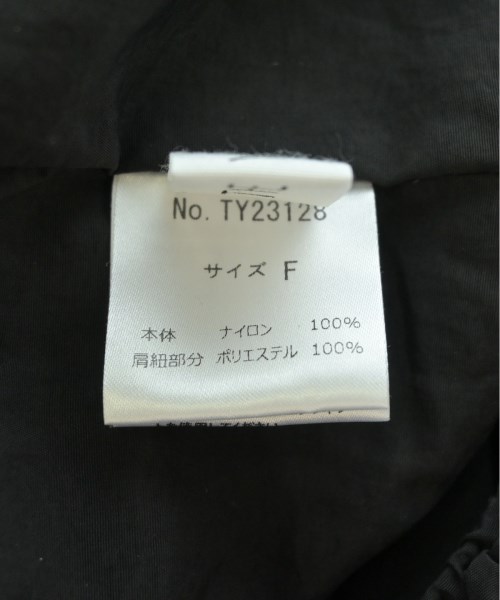 No. TY23128
サイズ F
本体 ナイロン 100%
肩紐部分 ポリエステル 100%